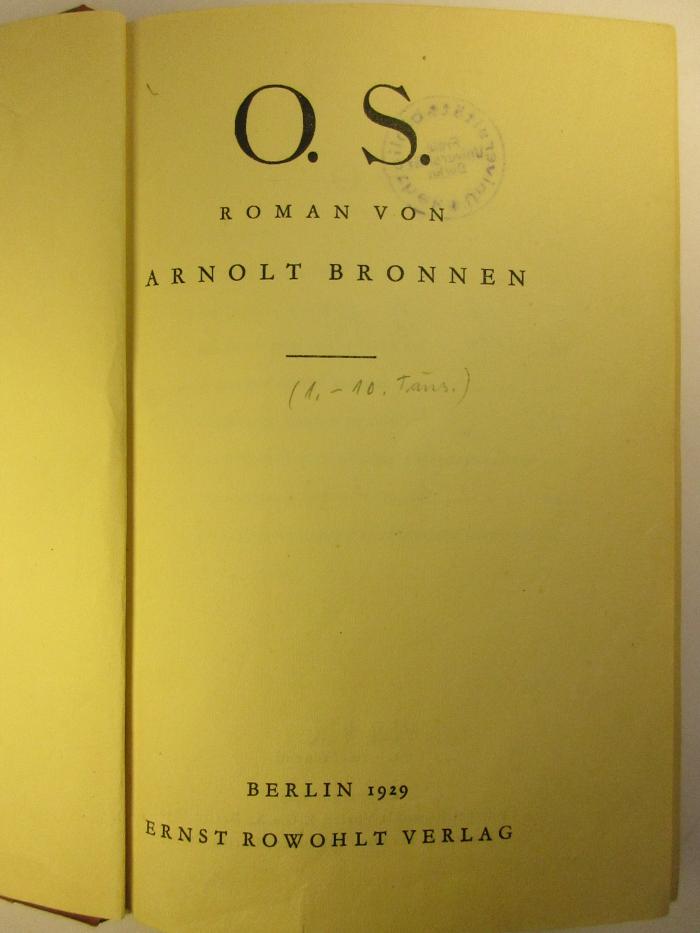 O. S.
ROMAN VON
ARNOLT BRONNEN
(1. - 10. Taus.)
BERLIN 1929
ERNST ROWOHLT VERLAG